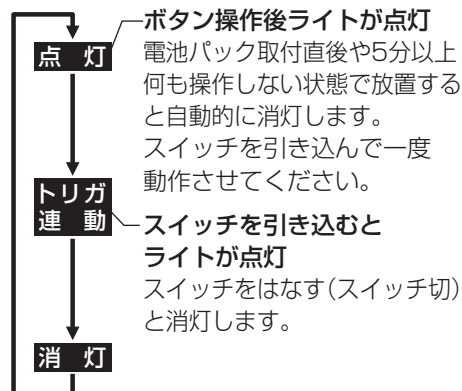 点 灯
ボタン操作後ライトが点灯
電池パック取付直後や5分以上
何も操作しない状態で放置する
と自動的に消灯します。
スイッチを引き込んで一度
動作させてください。
トリガ
連 動
スイッチを引き込むと
ライトが点灯
スイッチをはなす(スイッチ切)
と消灯します。
消 灯